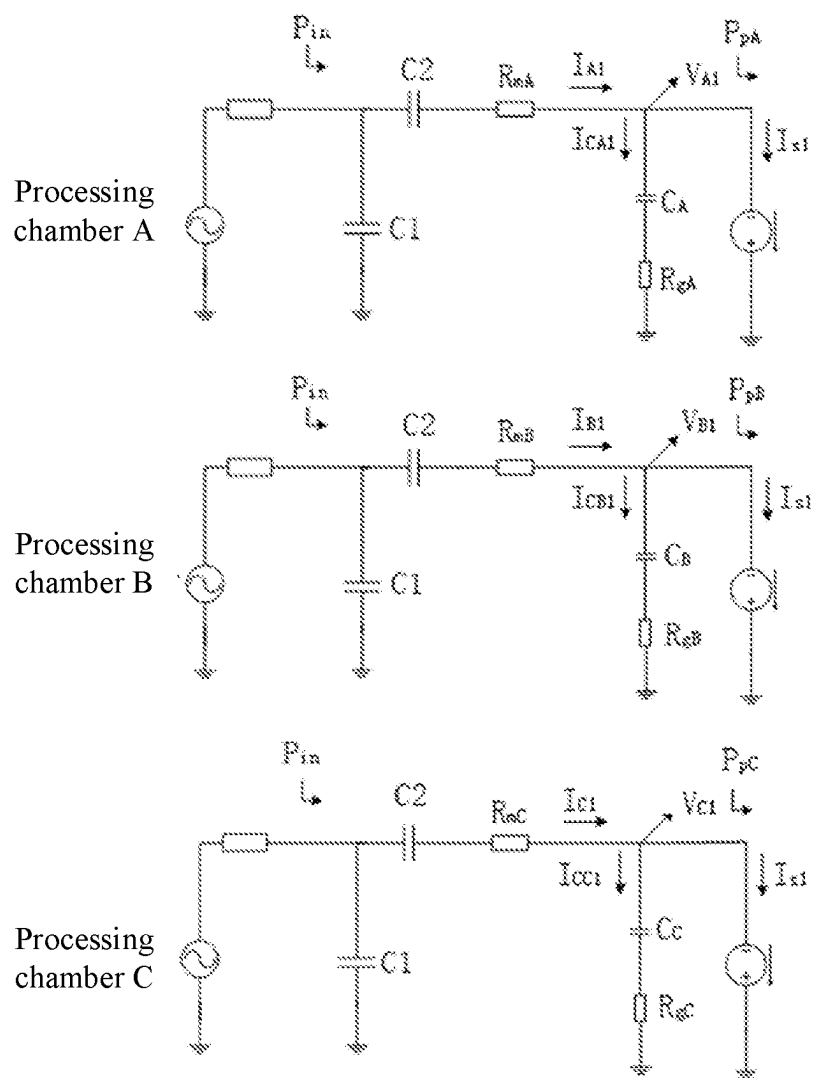 Pin
C2
RmA
IA1
VA1
PpA
ICA1
Is1
Processing
chamber A
C1
CA
RgA
Pin
C2
RmB
IB1
VB1
PpB
ICB1
Is1
Processing
chamber B
C1
CB
RgB
Pin
C2
RmC
IC1
VC1
PpC
ICC1
Is1
Processing
chamber C
C1
CC
RgC